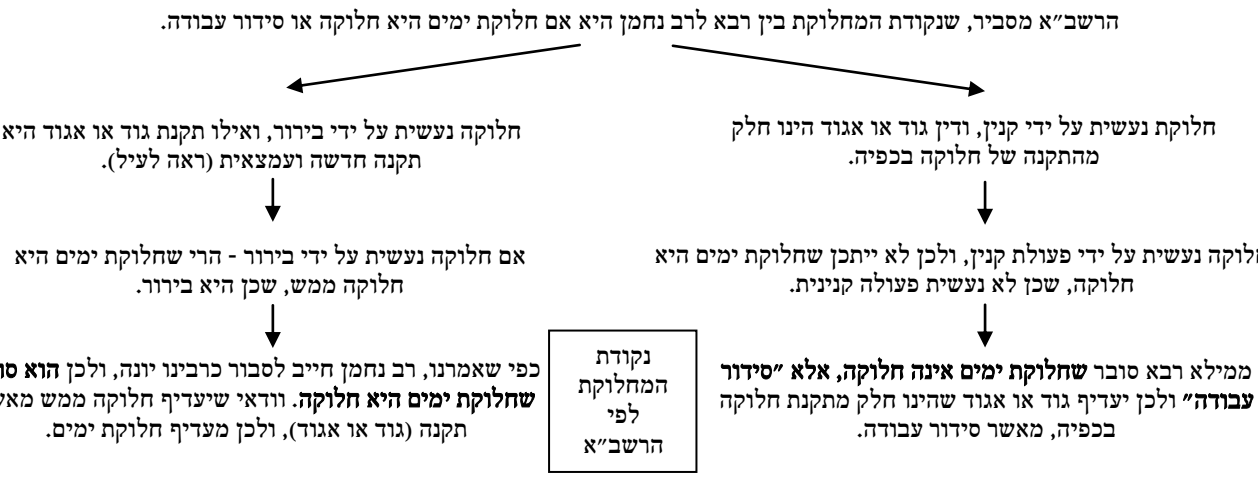 הרשב״א מסביר, שנקודת המחלוקת בין רבא לרב נחמן היא אם חלוקת ימים היא חלוקה או סידור עבודה.
חלוקת נעשית על ידי קנין, ודין גוד או אגוד הינו חלק
מהתקנה של חלוקה בכפיה.
חלוקה נעשית על ידי פעולת קנין, ולכן לא ייתכן שחלוקת ימים היא
חלוקה, שכן לא נעשית פעולה קנינית.
ממילא רבא סובר שחלוקת ימים אינה חלוקה, אלא ״סידור
עבודה״ ולכן יעדיף גוד או אגוד שהינו חלק מתקנת חלוקה
בכפיה, מאשר סידור עבודה.
חלוקה נעשית על ידי בירור, ואילו תקנת גוד או אגוד היא
תקנה חדשה ועמצאית (ראה לעיל).
אם חלוקה נעשית על ידי בירור - הרי שחלוקת ימים היא
חלוקה ממש, שכן היא בירור.
כפי שאמרנו, רב נחמן חייב לסבור כרבינו יונה, ולכן הוא
שחלוקת ימים היא חלוקה. וודאי שיעדיף חלוקה ממש
תקנה (גוד או אגוד), ולכן מעדיף חלוקת ימים.
נקודת
המחלוקת
לפי
הרשב״א